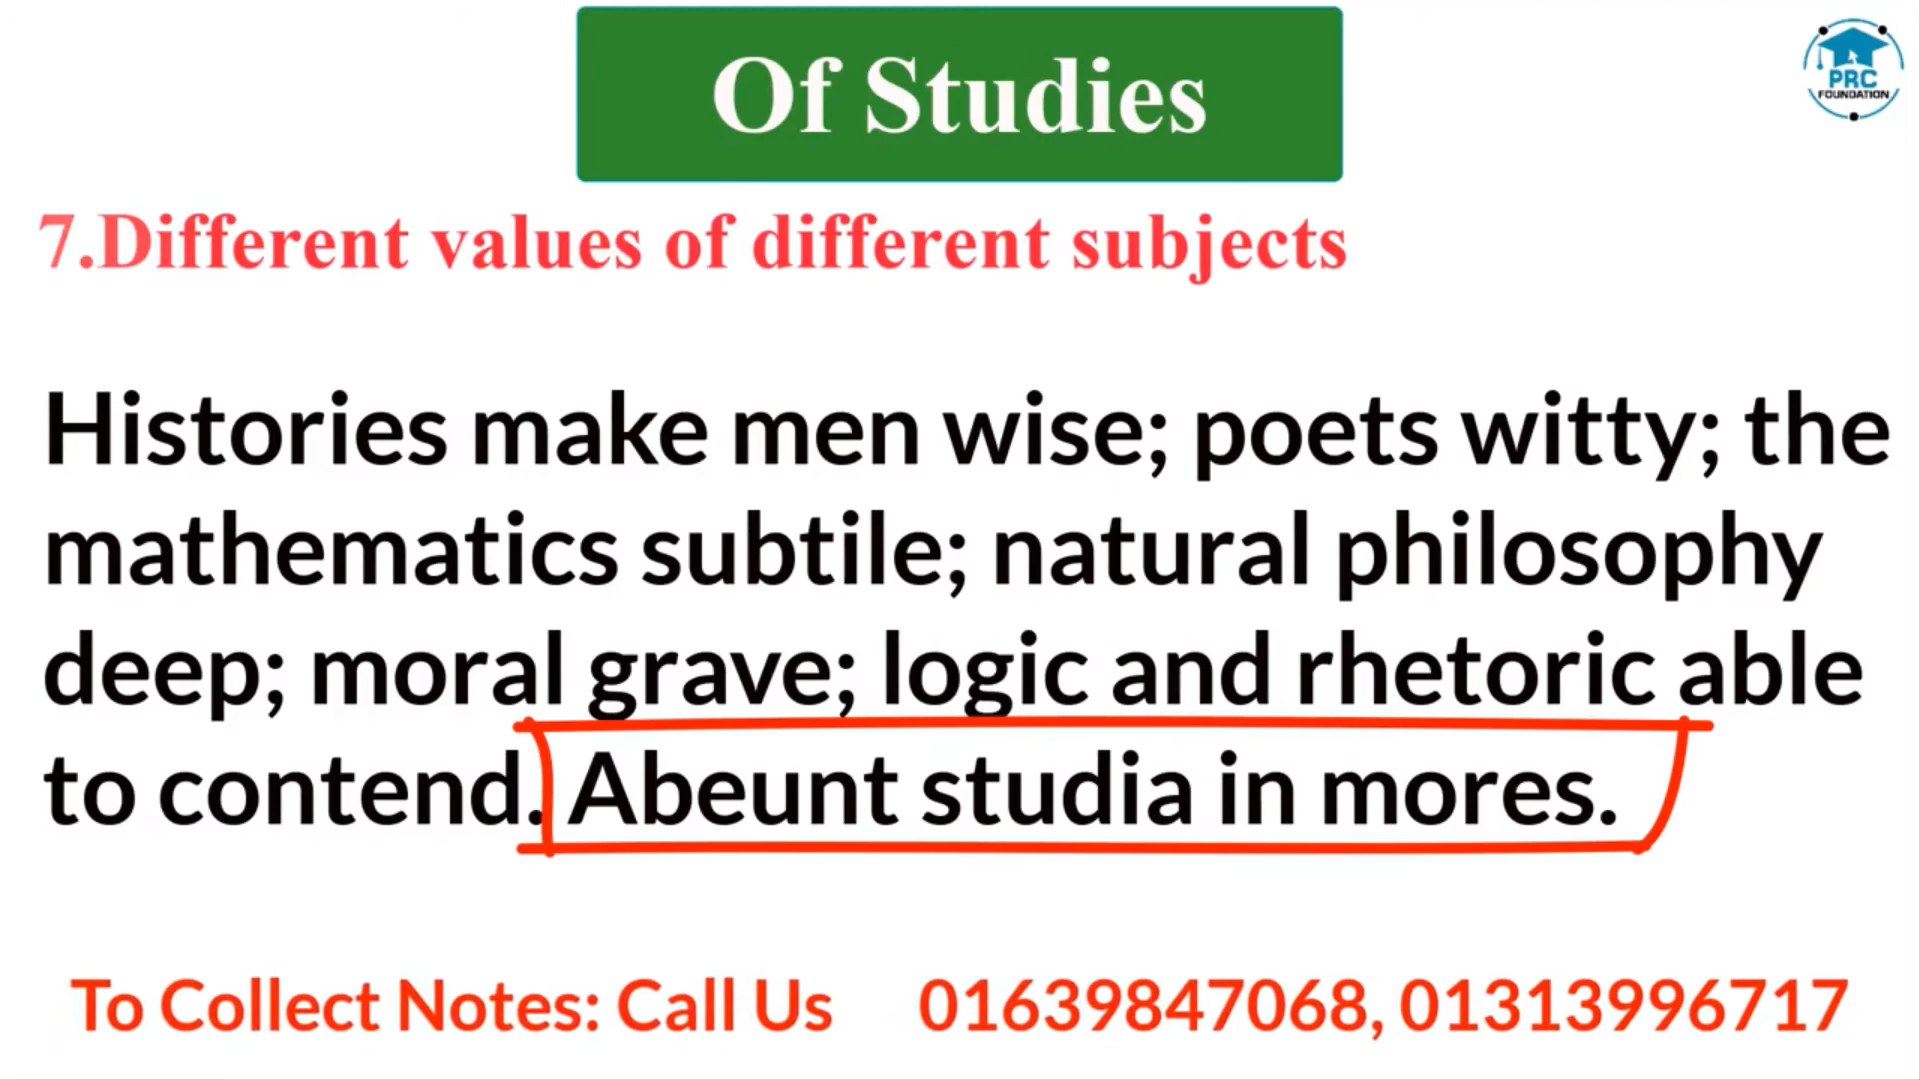 Of Studies
PRC
FOUNDATION
7.Different values of different subjects
Histories make men wise; poets witty; the
mathematics subtile; natural philosophy
deep; moral grave; logic and rhetoric able
to contend. Abeunt studia in mores.
To Collect Notes: Call Us 01639847068, 01313996717